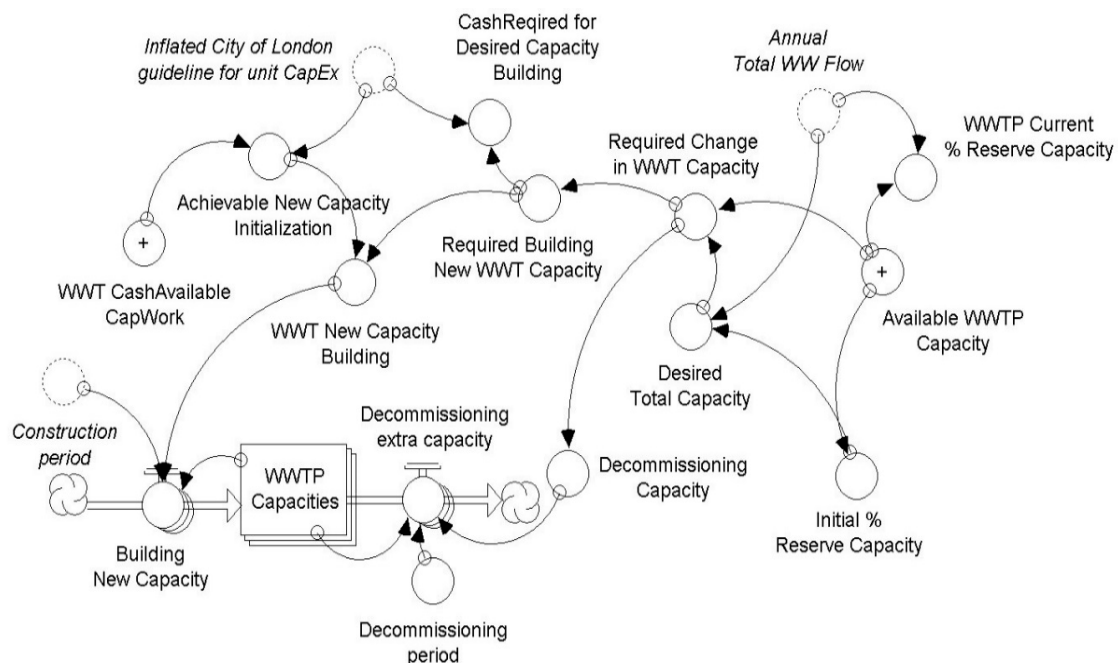 CashReqired for
Desired Capacity
Building
Inflated City of London
guideline for unit CapEx
Annual
Total WW Flow
Required Change
in WWT Capacity
WWTP Current
% Reserve Capacity
Achievable New Capacity
Initialization
+
WWT CashAvailable
CapWork
Required Building
New WWT Capacity
+
Available WWTP
Capacity
WWT New Capacity
Building
Desired
Total Capacity
Construction
period
Decommissioning
extra capacity
WWTP
Capacities
Decommissioning
Capacity
Initial %
Reserve Capacity
Building
New Capacity
Decommissioning
period